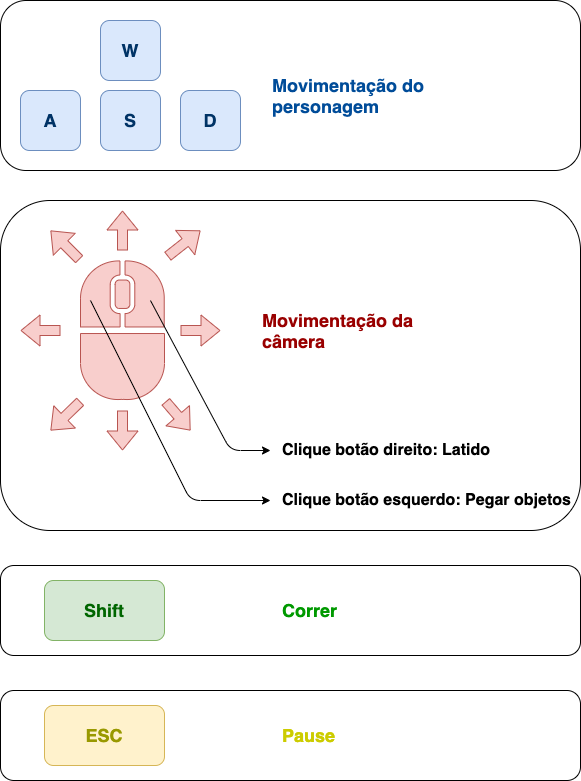 W
A S D
Movimentação do
personagem
Movimentação da
câmera
Clique botão direito: Latido
Clique botão esquerdo: Pegar objetos
Shift
Correr
ESC
Pause